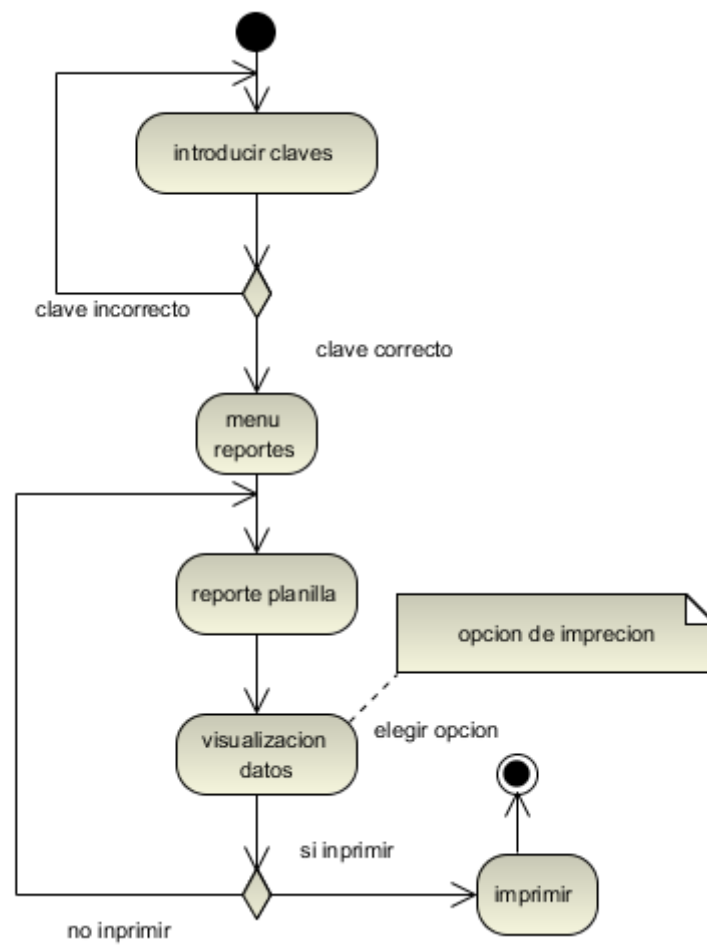 introducir claves
clave incorrecto
clave correcto
menu
reportes
reporte planilla
opcion de imprecion
elegir opcion
visualizacion
datos
si inprimir
imprimir
no inprimir